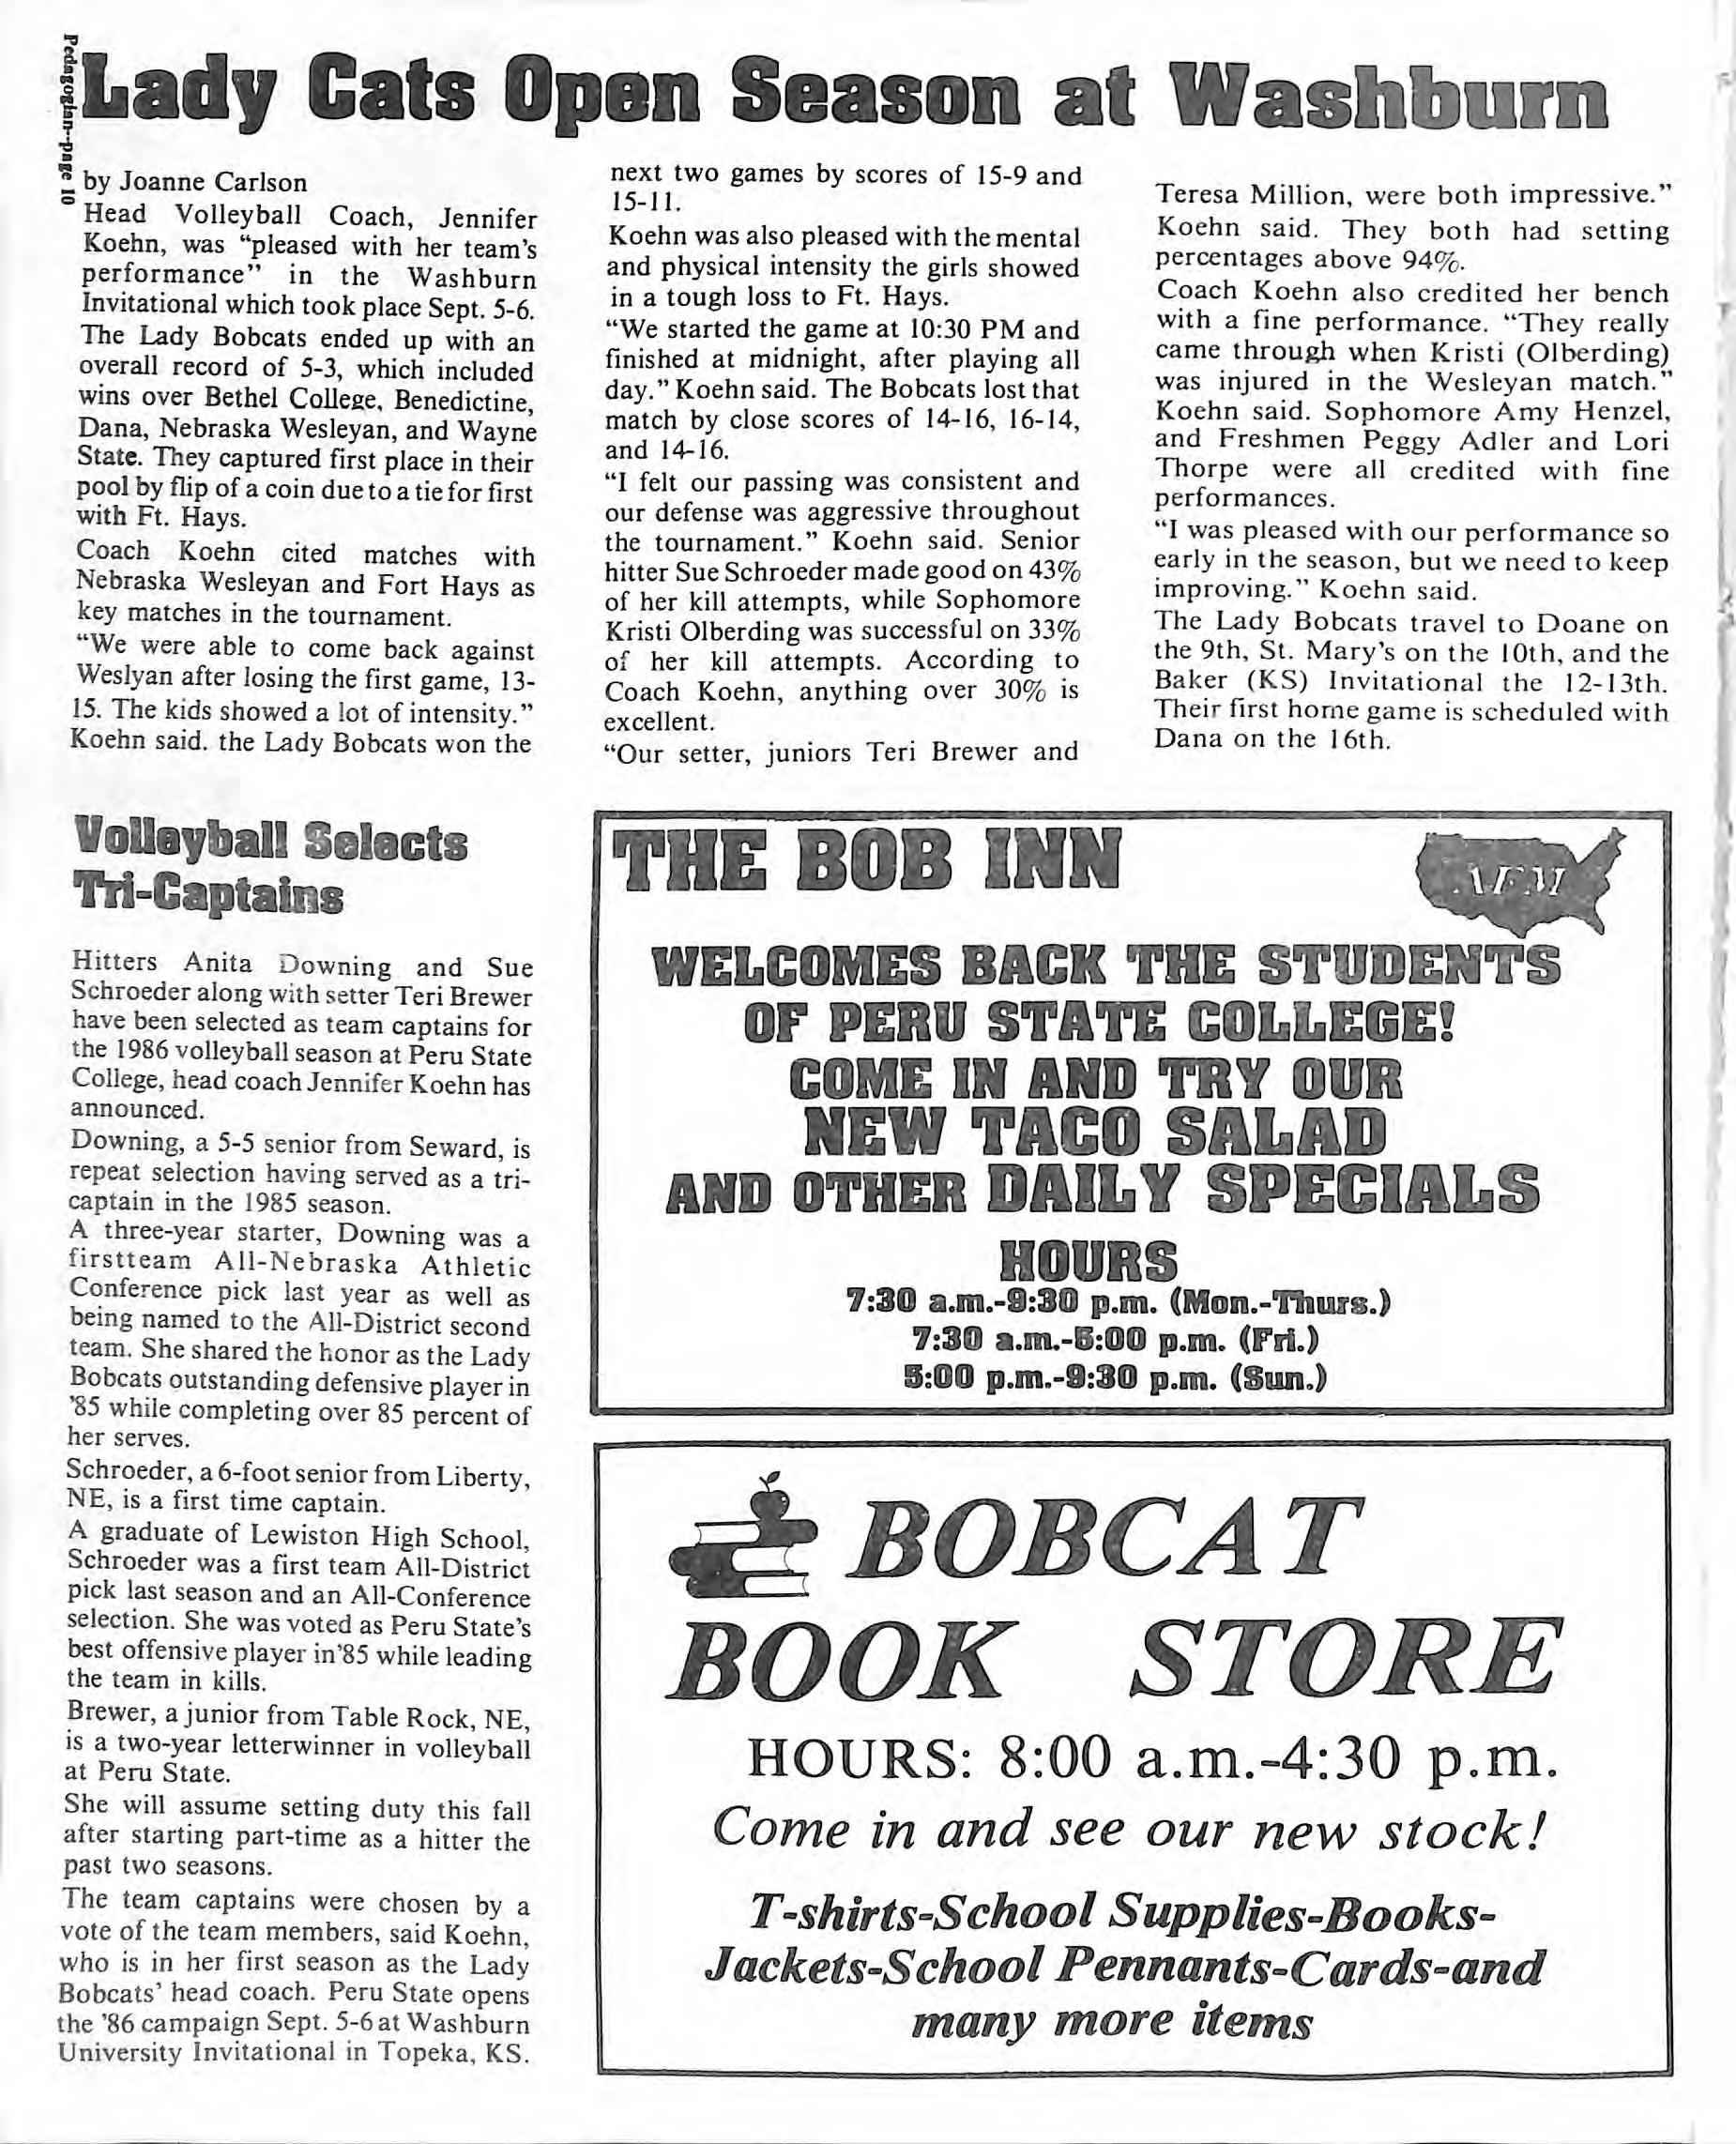 Pedagogian--page 10
Lady Cats Open Season at Washburn
by Joanne Carlson
Head Volleyball Coach, Jennifer
Koehn, was “pleased with her team's
performance” in the Washburn
Invitational which took place Sept. 5-6.
The Lady Bobcats ended up with an
overall record of 5-3, which included
wins over Bethel College, Benedictine,
Dana, Nebraska Wesleyan, and Wayne
State. They captured first place in their
pool by flip of a coin due to a tie for first
with Ft. Hays.
Coach Koehn cited matches with
Nebraska Wesleyan and Fort Hays as
key matches in the tournament.
“We were able to come back against
Weslyan after losing the first game, 13-
15. The kids showed a lot of intensity.”
Koehn said. the Lady Bobcats won the
next two games by scores of 15-9 and
15-11.
Koehn was also pleased with the mental
and physical intensity the girls showed
in a tough loss to Ft. Hays.
“We started the game at 10:30 PM and
finished at midnight, after playing all
day.” Koehn said. The Bobcats lost that
match by close scores of 14-16, 16-14,
and 14-16.
“I felt our passing was consistent and
our defense was aggressive throughout
the tournament.” Koehn said. Senior
hitter Sue Schroeder made good on 43%
of her kill attempts, while Sophomore
Kristi Olberding was successful on 33%
of her kill attempts. According to
Coach Koehn, anything over 30% is
excellent.
“Our setter, juniors Teri Brewer and
Teresa Million, were both impressive.”
Koehn said. They both had setting
percentages above 94%.
Coach Koehn also credited her bench
with a fine performance. “They really
came through when Kristi (Olberding)
was injured in the Wesleyan match.”
Koehn said. Sophomore Amy Henzel,
and Freshmen Peggy Adler and Lori
Thorpe were all credited with fine
performances.
“I was pleased with our performance so
early in the season, but we need to keep
improving.” Koehn said.
The Lady Bobcats travel to Doane on
the 9th, St. Mary's on the 10th, and the
Baker (KS) Invitational the 12-13th.
Their first home game is scheduled with
Dana on the 16th.
Volleyball Selects
Tri-Captains
Hitters Anita Downing and Sue
Schroeder along with setter Teri Brewer
have been selected as team captains for
the 1986 volleyball season at Peru State
College, head coach Jennifer Koehn has
announced.
Downing, a 5-5 senior from Seward, is
repeat selection having served as a tri-
captain in the 1985 season.
A three-year starter, Downing was a
firstteam All-Nebraska Athletic
Conference pick last year as well as
being named to the All-District second
team. She shared the honor as the Lady
Bobcats outstanding defensive player in
'85 while completing over 85 percent of
her serves.
Schroeder, a 6-foot senior from Liberty,
NE, is a first time captain.
A graduate of Lewiston High School,
Schroeder was a first team All-District
pick last season and an All-Conference
selection. She was voted as Peru State's
best offensive player in'85 while leading
the team in kills.
Brewer, a junior from Table Rock, NE,
is a two-year letterwinner in volleyball
at Peru State.
She will assume setting duty this fall
after starting part-time as a hitter the
past two seasons.
The team captains were chosen by a
vote of the team members, said Koehn,
who is in her first season as the Lady
Bobcats' head coach. Peru State opens
the '86 campaign Sept. 5-6 at Washburn
University Invitational in Topeka, KS.
THE BOB INN
WELCOMES BACK THE STUDENTS
OF PERU STATE COLLEGE!
COME IN AND TRY OUR
NEW TACO SALAD
AND OTHER DAILY SPECIALS
HOURS
7:30 a.m.-9:30 p.m. (Mon.-Thurs.)
7:30 a.m.-5:00 p.m. (Fri.)
5:00 p.m.-9:30 p.m. (Sun.)
BOBCAT
BOOK STORE
HOURS: 8:00 a.m.-4:30 p.m.
Come in and see our new stock!
T-shirts-School Supplies-Books-
Jackets-School Pennants-Cards-and
many more items